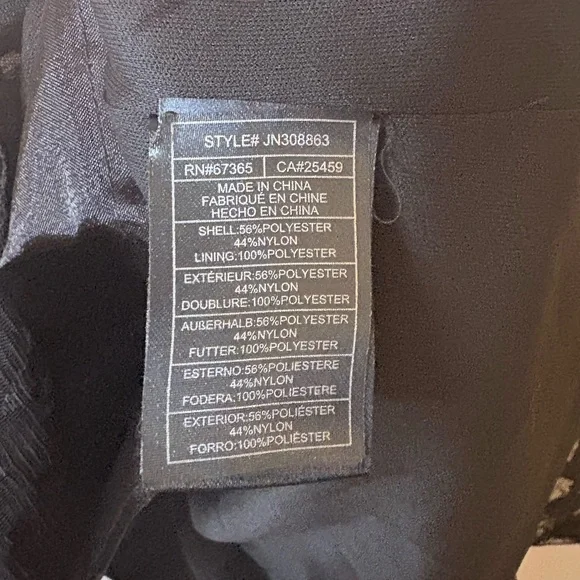 STYLE# JN308863
RN#67365 CA#25459
MADE IN CHINA
FABRIQUÉ EN CHINE
HECHO EN CHINA
SHELL:56%POLYESTER
44%NYLON
LINING:100%POLYESTER
EXTÉRIEUR:56%POLYESTER
44%NYLON
DOUBLURE:100%POLYESTER
AUßERHALB:56%POLYESTER
44%NYLON
FUTTER:100%POLYESTER
ESTERNO:56%POLIESTERE
44%NYLON
FODERA:100%POLIESTERE
EXTERIOR:56%POLIÉSTER
44%NYLON
FORRO:100%POLIÉSTER